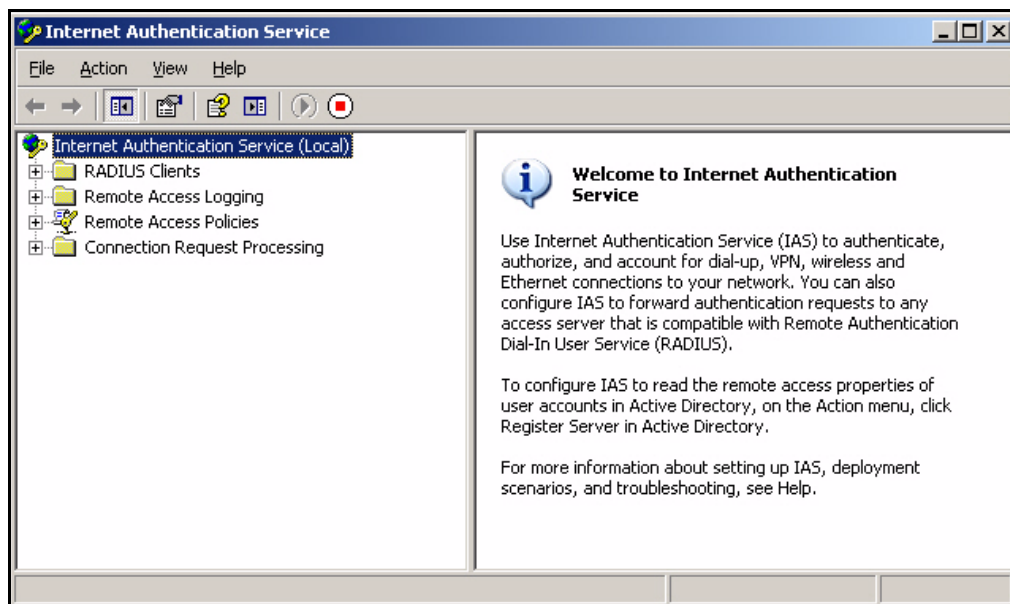 Internet Authentication Service
File Action View Help
Internet Authentication Service (Local)
RADIUS Clients
Remote Access Logging
Remote Access Policies
Connection Request Processing
Welcome to Internet Authentication
Service
Use Internet Authentication Service (IAS) to authenticate,
authorize, and account for dial-up, VPN, wireless and
Ethernet connections to your network. You can also
configure IAS to forward authentication requests to any
access server that is compatible with Remote Authentication
Dial-In User Service (RADIUS).
To configure IAS to read the remote access properties of
user accounts in Active Directory, on the Action menu, click
Register Server in Active Directory.
For more information about setting up IAS, deployment
scenarios, and troubleshooting, see Help.